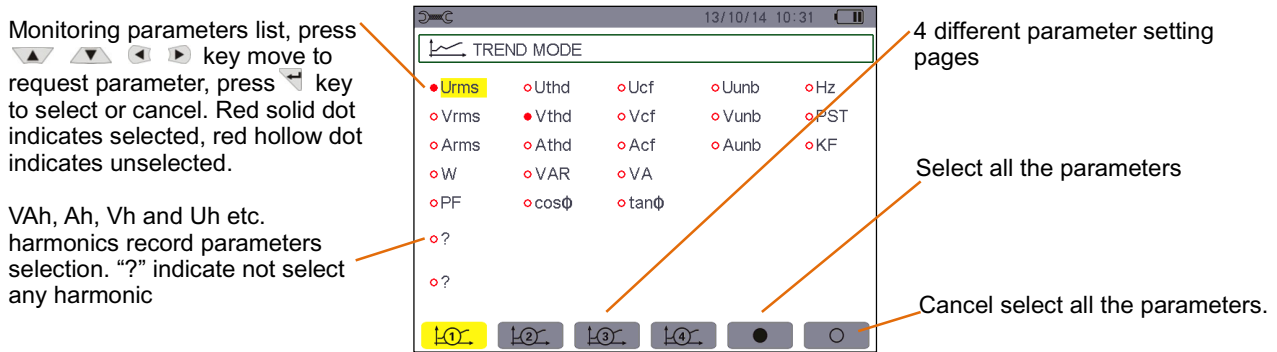 Monitoring parameters list, press
key move to
request parameter, press key
to select or cancel. Red solid dot
indicates selected, red hollow dot
indicates unselected.
VAh, Ah, Vh and Uh etc.
harmonics record parameters
selection. “?” indicate not select
any harmonic
13/10/14 10:31
TREND MODE
Urms Uthd Ucf Uunb Hz
Vrms Vthd Vcf Vunb PST
Arms Athd Acf Aunb KF
W VAR VA
PF cosΦ tanΦ
?
?
1 2 3 4
4 different parameter setting
pages
Select all the parameters
Cancel select all the parameters.